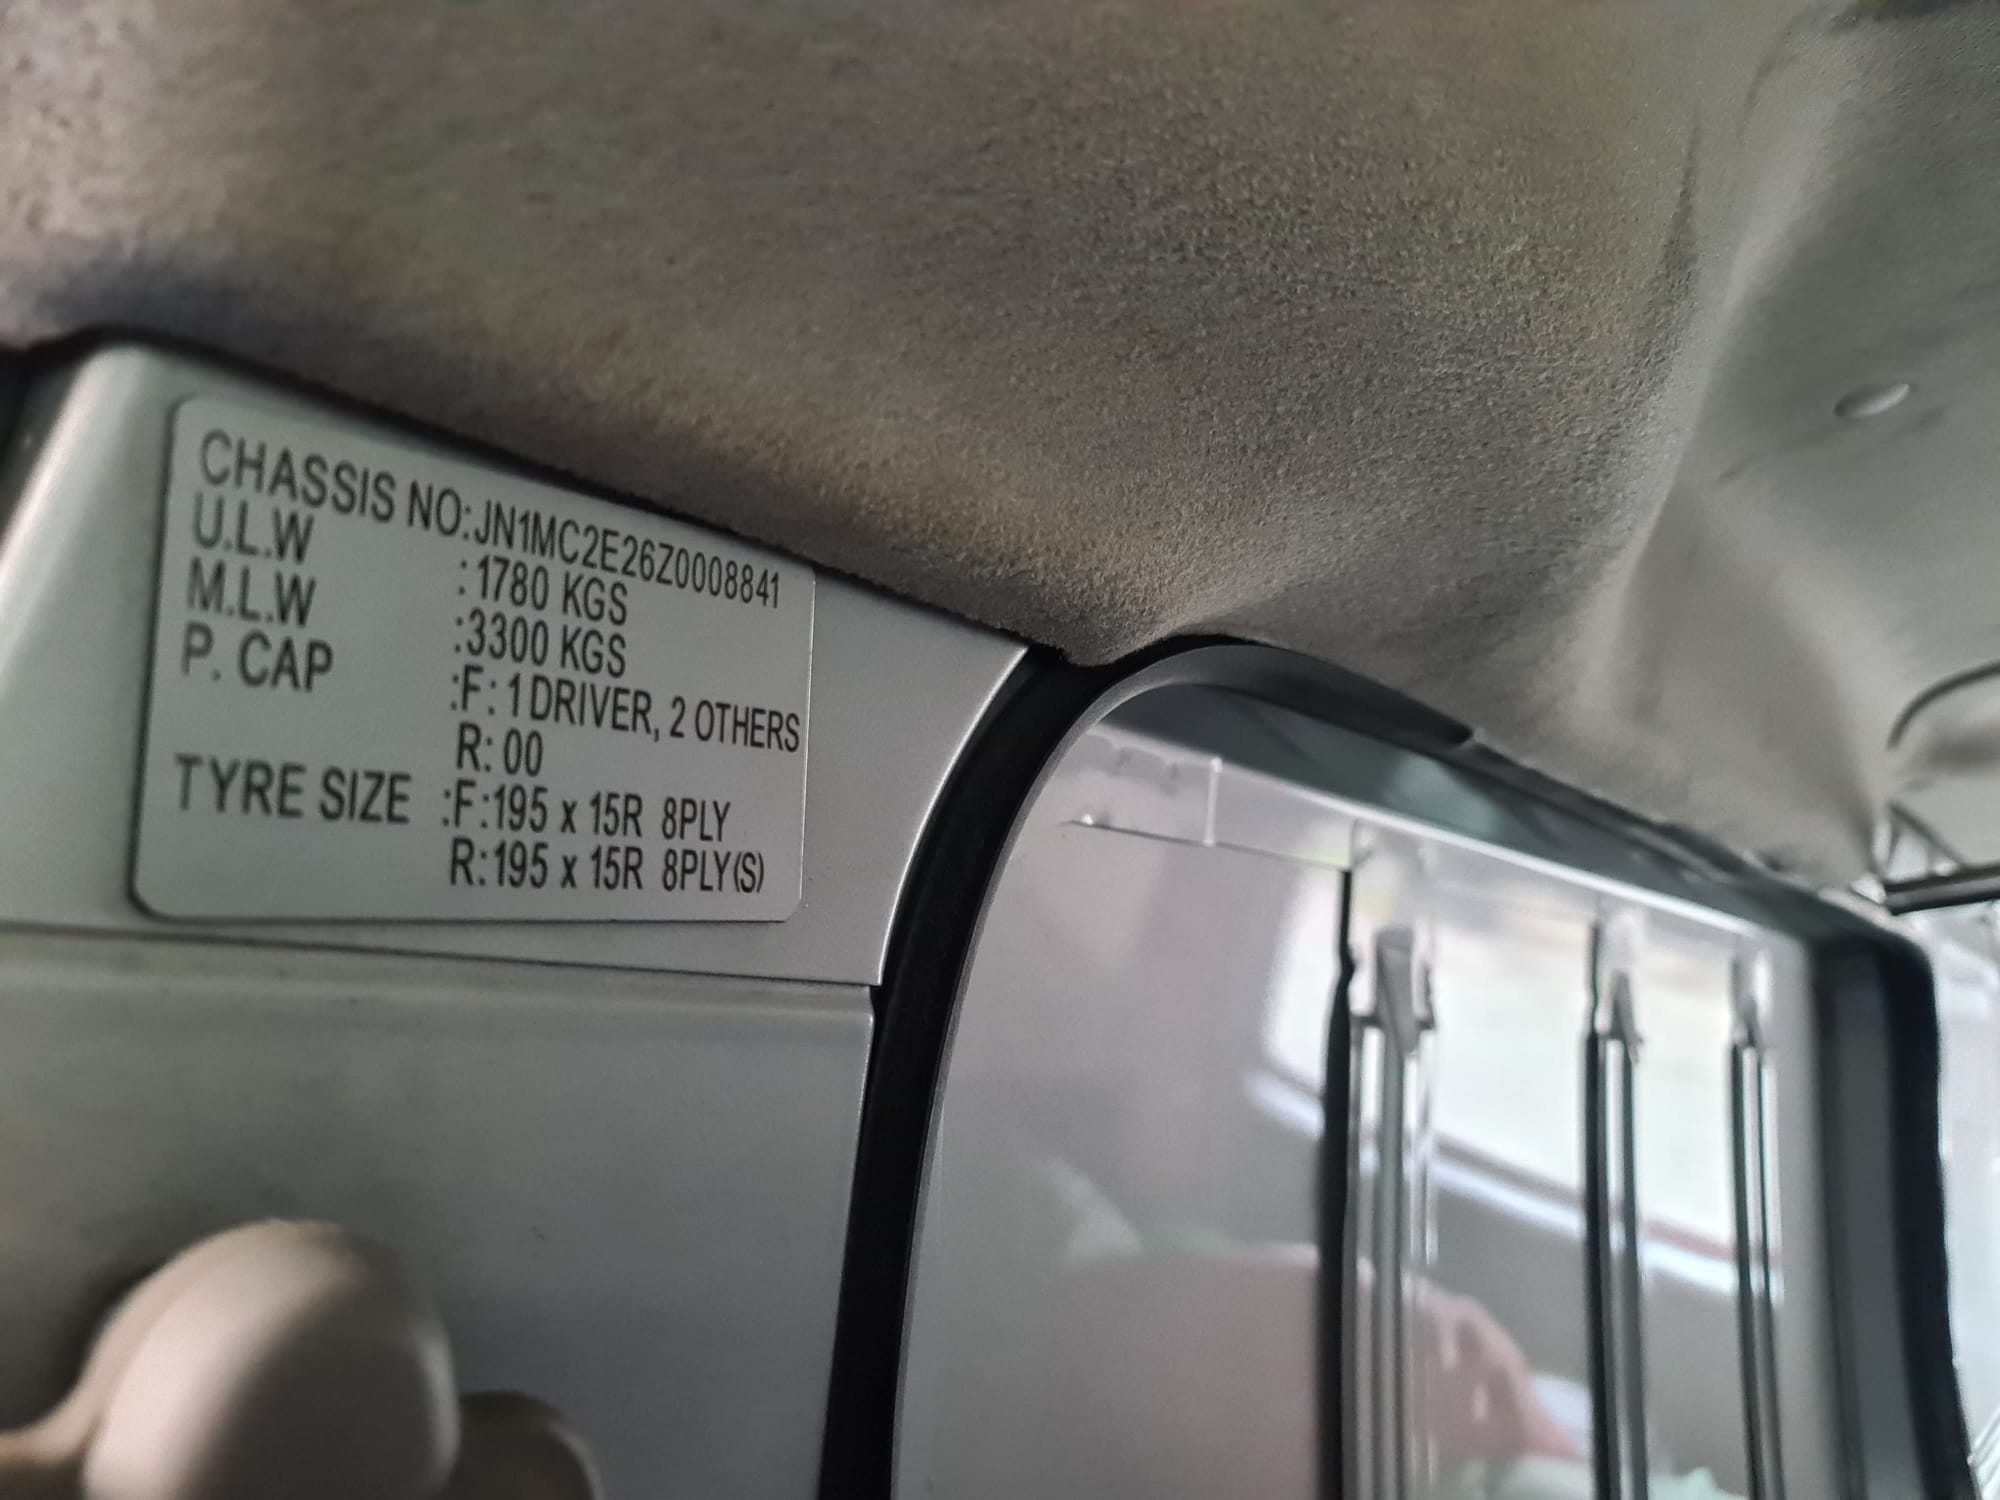 CHASSIS NO:JN1MC2E26Z0008841
U.L.W :1780 KGS
M.L.W :3300 KGS
P. CAP :F: 1 DRIVER, 2 OTHERS
R: 00
TYRE SIZE :F:195 x 15R 8PLY
R:195 x 15R 8PLY(S)